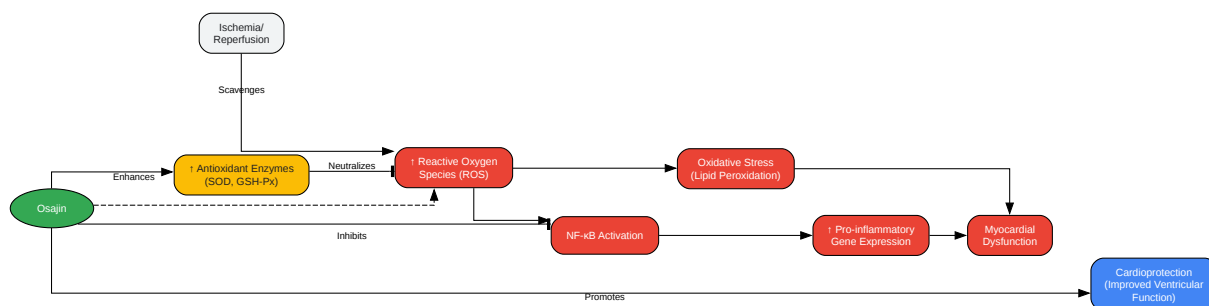 Ischemia/
Reperfusion
Scavenges
↑ Antioxidant Enzymes
(SOD, GSH-Px)
Neutralizes
↑ Reactive Oxygen
Species (ROS)
Oxidative Stress
(Lipid Peroxidation)
Enhances
Osajin
Inhibits
NF-κB Activation
↑ Pro-inflammatory
Gene Expression
Myocardial
Dysfunction
Promotes
Cardioprotection
(Improved Ventricular
Function)